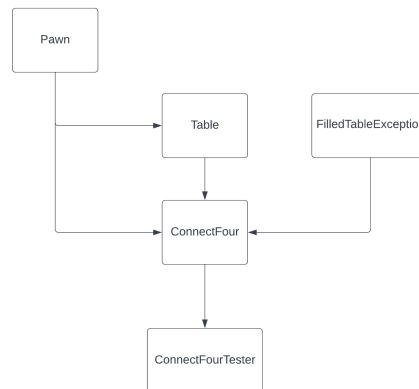 Pawn
Table
FilledTableExceptio
ConnectFour
ConnectFourTester